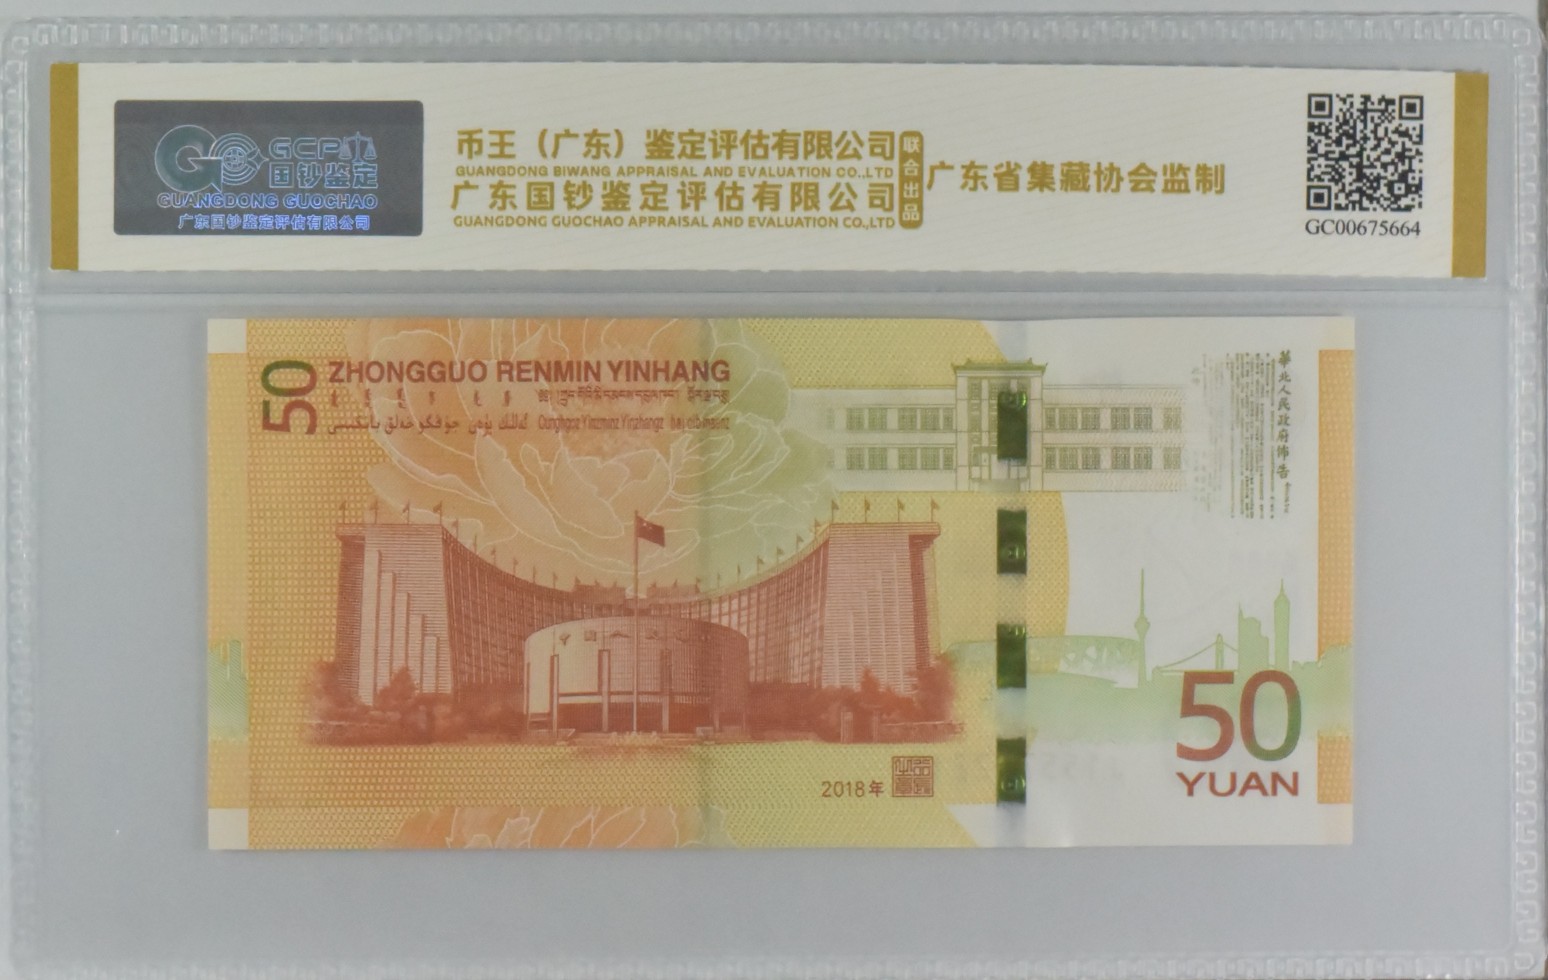 GCP
国钞鉴定
GUANGDONG GUOCHAO
广东国钞鉴定评估有限公司
币王（广东）鉴定评估有限公司
GUANGDONG BIWANG APPRAISAL AND EVALUATION CO.,LTD
广东国钞鉴定评估有限公司
GUANGDONG GUOCHAO APPRAISAL AND EVALUATION CO.,LTD
联合出品
广东省集藏协会监制
GC00675664
50
ZHONGGUO RENMIN YINHANG
Cunghgoz Yinzminz Yinzhangz
華北人民政府佈告
2018年
50
YUAN